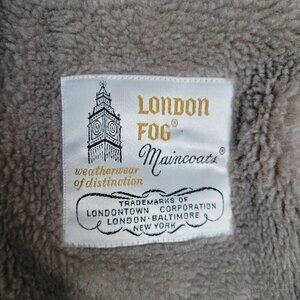 LONDON
FOG®
Maincoats®
weatherwear
of distinction
TRADEMARKS OF
LONDONTOWN CORPORATION
LONDON·BALTIMORE
NEW YORK